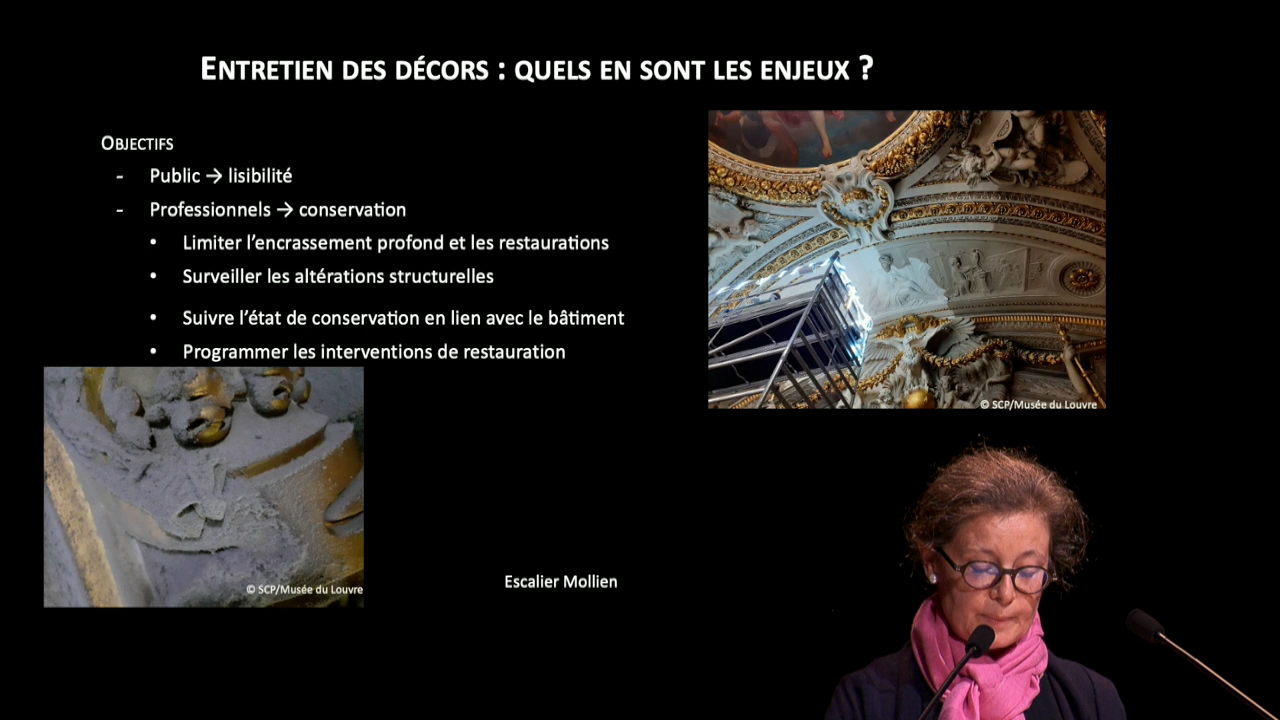 ENTRETIEN DES DÉCORS : QUELS EN SONT LES ENJEUX ?
OBJECTIFS
- Public → lisibilité
- Professionnels → conservation
• Limiter l'encrassement profond et les restaurations
• Surveiller les altérations structurelles
• Suivre l'état de conservation en lien avec le bâtiment
• Programmer les interventions de restauration
© SCP/Musée du Louvre
© SCP/Musée du Louvre
Escalier Mollien